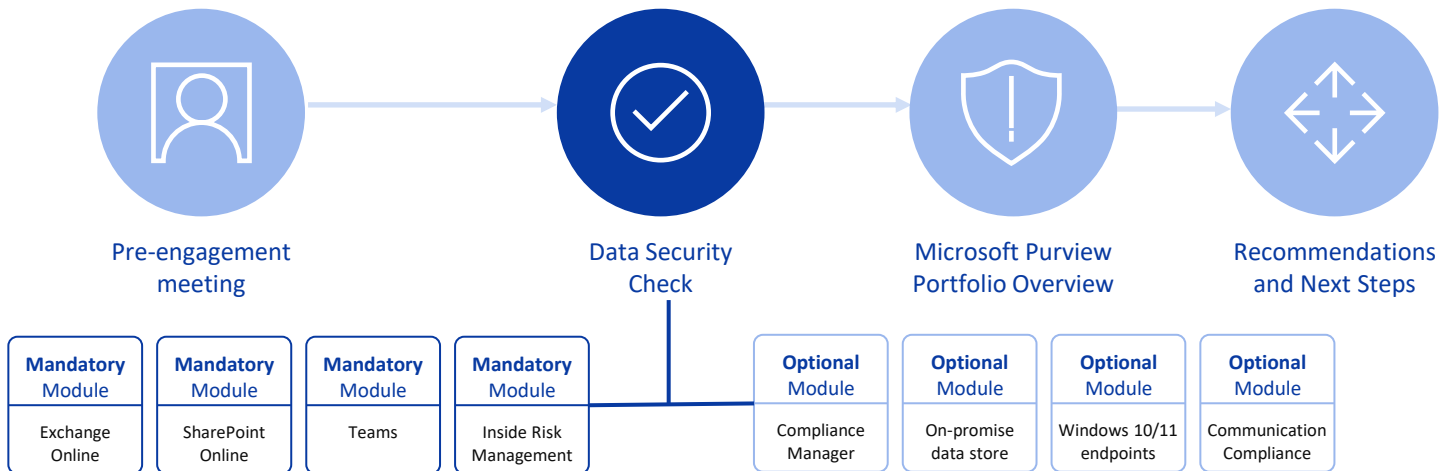 Pre-engagement
meeting
Data Security
Check
Microsoft Purview
Portfolio Overview
Recommendations
and Next Steps
Mandatory
Module
Exchange
Online
Mandatory
Module
SharePoint
Online
Mandatory
Module
Teams
Mandatory
Module
Inside Risk
Management
Optional
Module
Compliance
Manager
Optional
Module
On-promise
data store
Optional
Module
Windows 10/11
endpoints
Optional
Module
Communication
Compliance